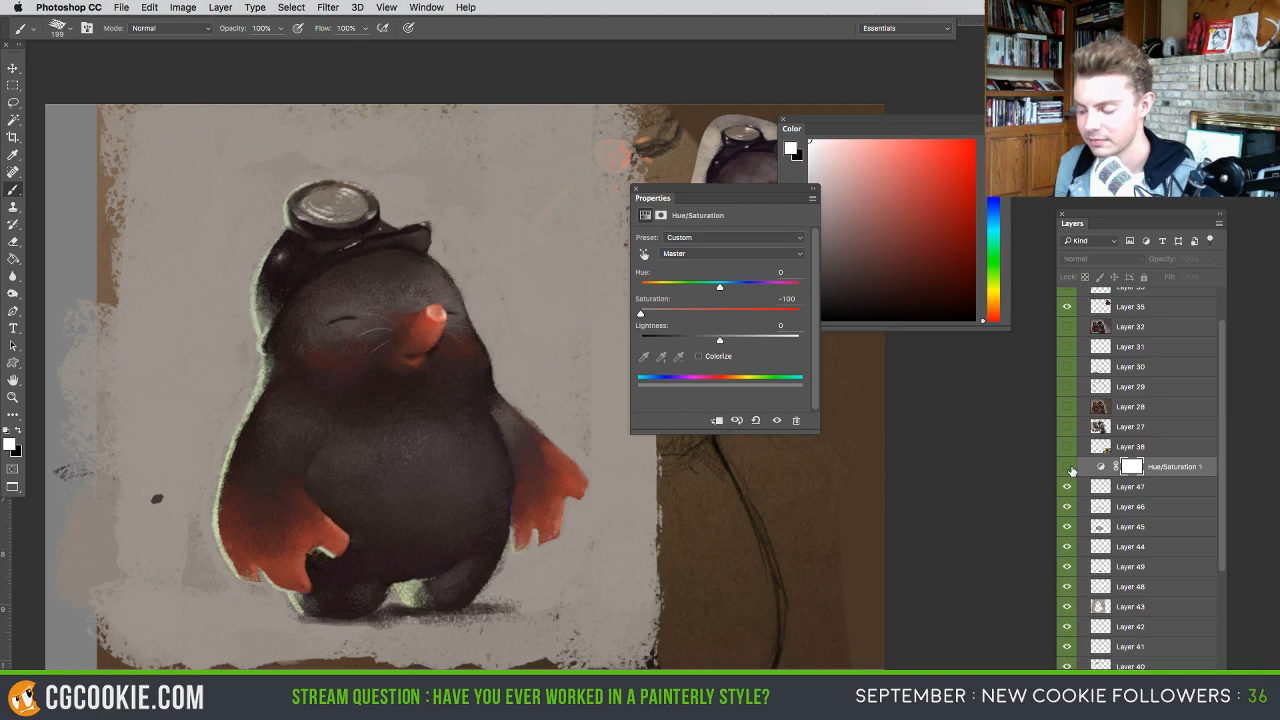 Photoshop CC File Edit Image Layer Type Select Filter 3D View Window Help
199 Mode: Normal Opacity: 100% Flow: 100% Essentials
Color
Properties
Hue/Saturation
Preset: Custom
Master
Hue: 0
Saturation: -100
Lightness: 0
Colorize
Layers
Kind
Normal Opacity: 100%
Lock: Fill: 100%
Layer 35
Layer 32
Layer 31
Layer 30
Layer 29
Layer 28
Layer 27
Layer 38
Hue/Saturation 1
Layer 47
Layer 46
Layer 45
Layer 44
Layer 49
Layer 48
Layer 43
Layer 42
Layer 41
Layer 40
8
9
CGCOOKIE.COM
STREAM QUESTION : HAVE YOU EVER WORKED IN A PAINTERLY STYLE?
SEPTEMBER : NEW COOKIE FOLLOWERS : 36